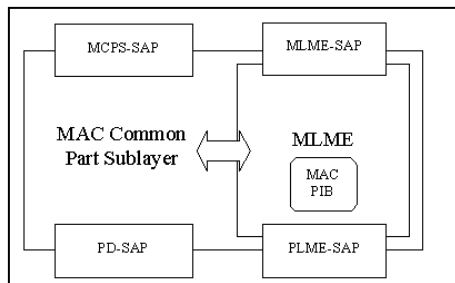 MCPS-SAP
MLME-SAP
MAC Common
Part Sublayer
MLME
MAC
PIB
PD-SAP
PLME-SAP